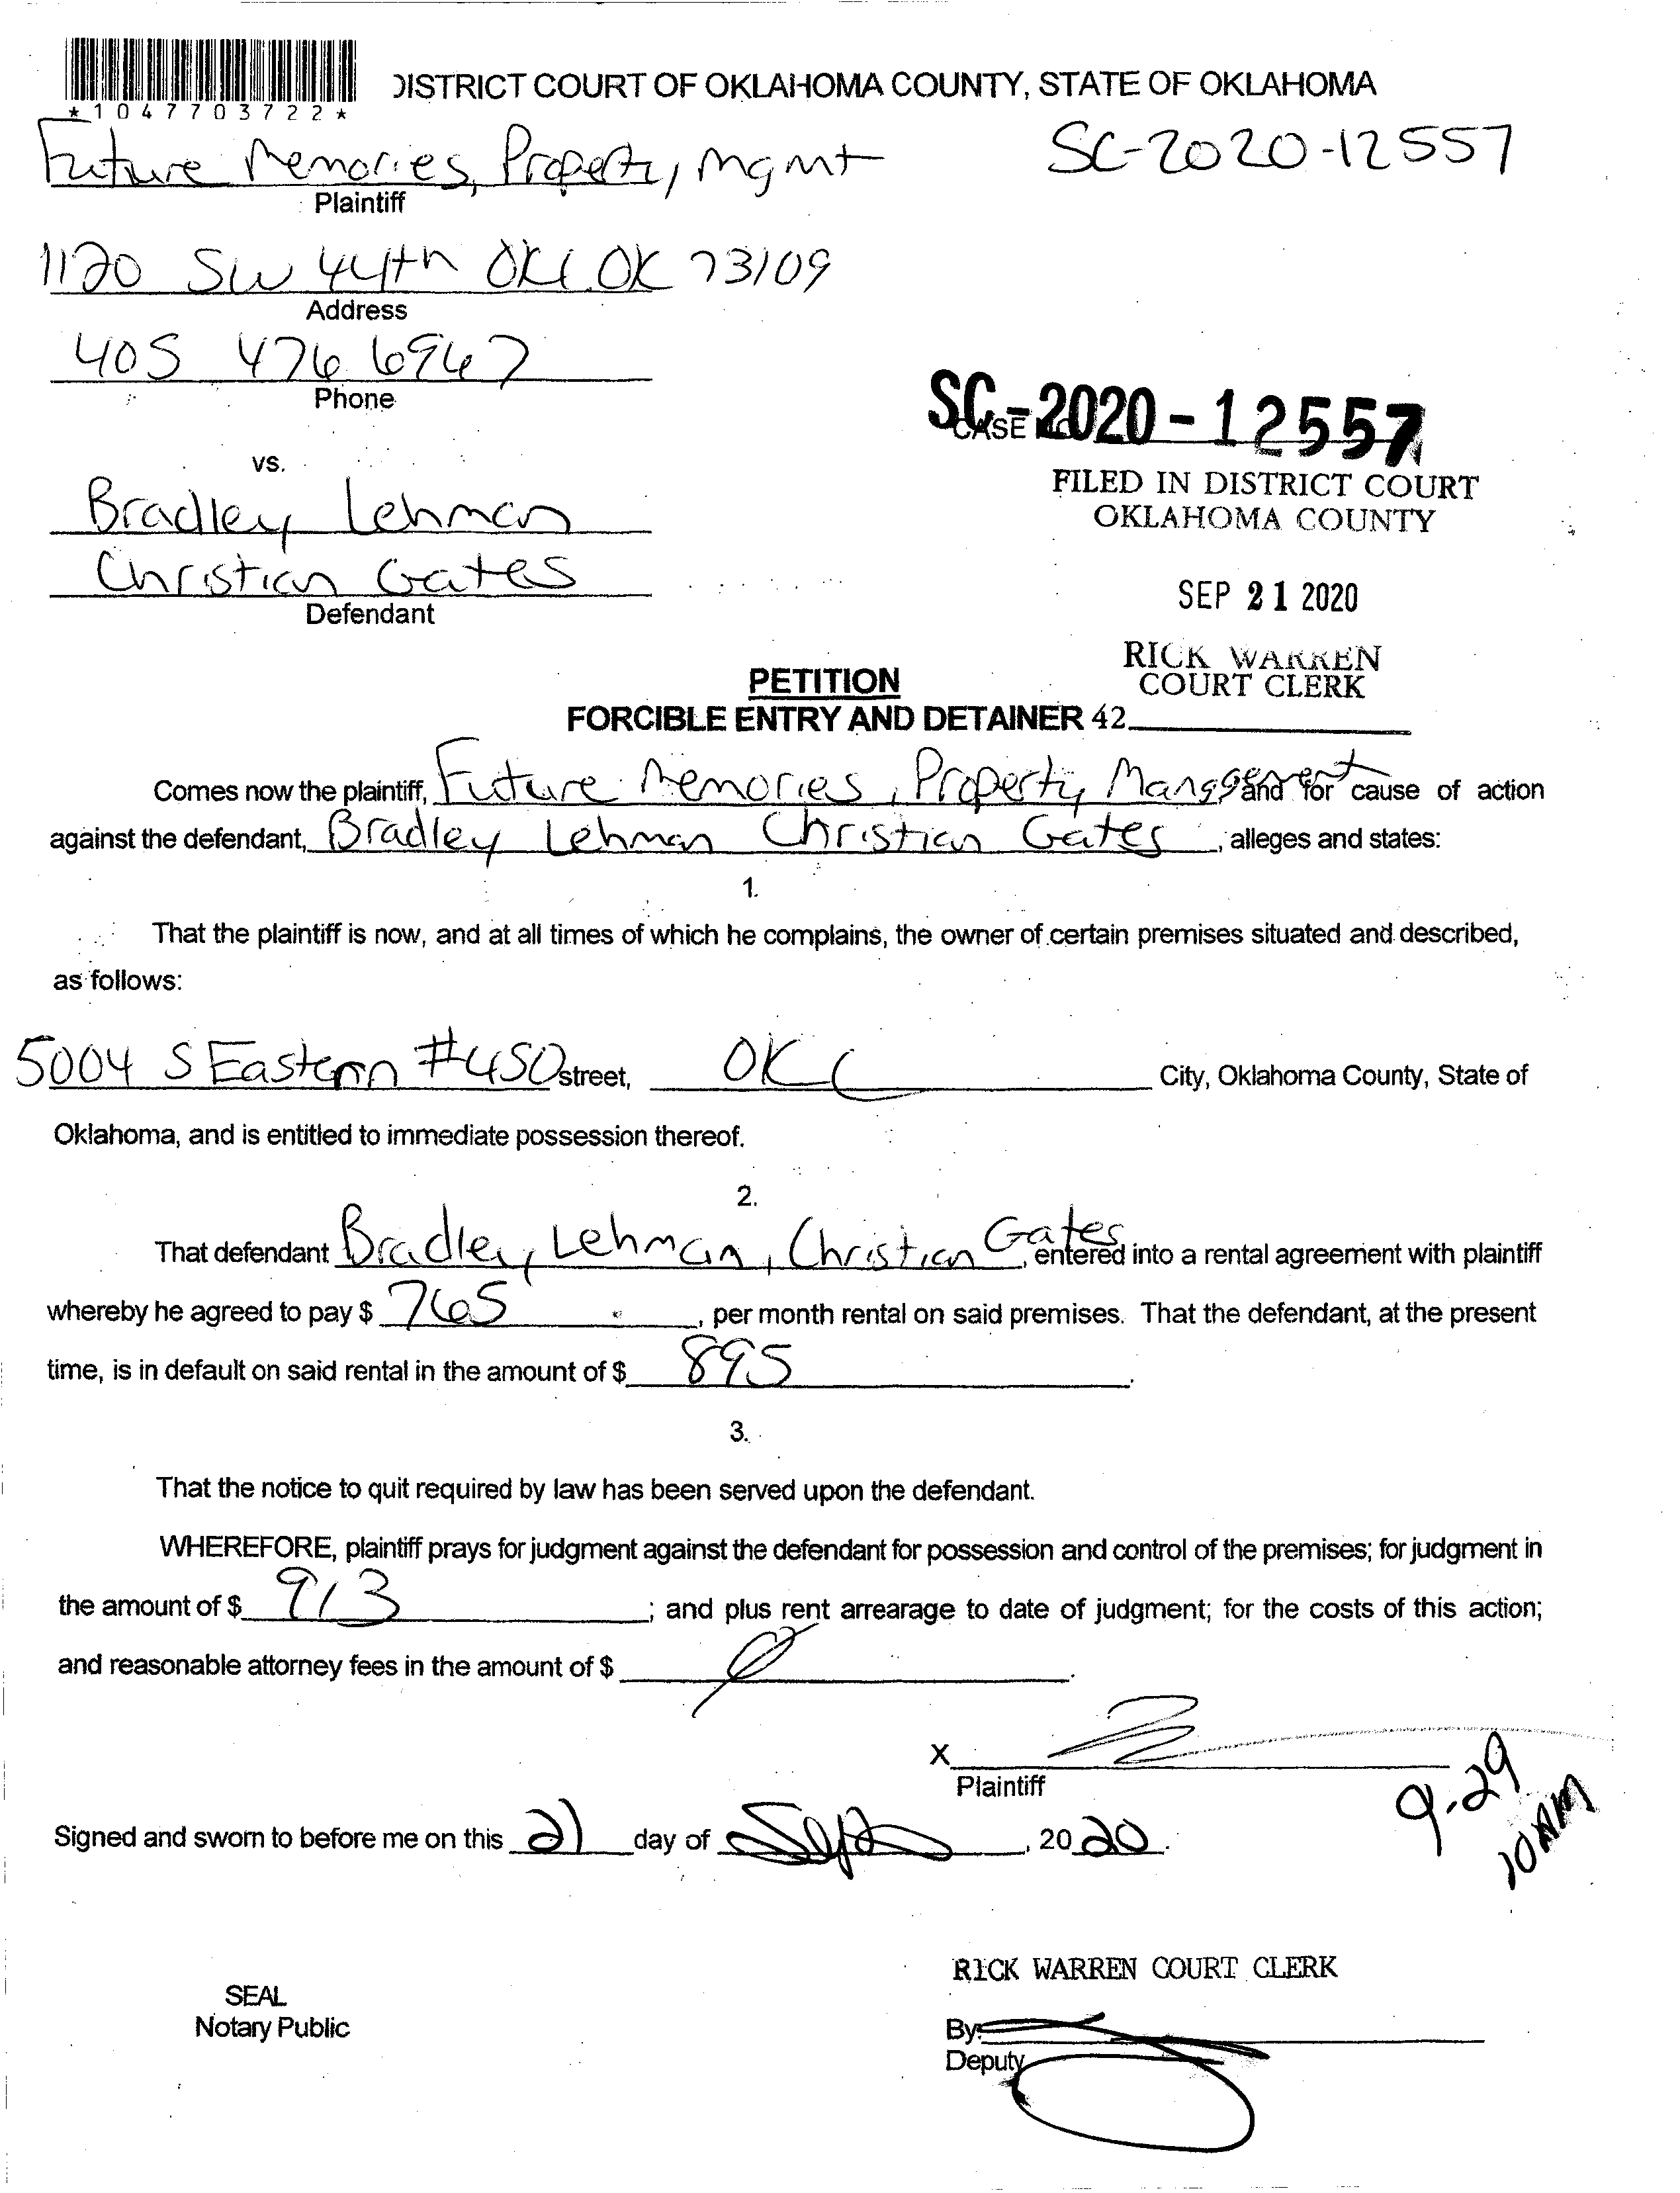 *1047703722*
DISTRICT COURT OF OKLAHOMA COUNTY, STATE OF OKLAHOMA
Future Memories, Property, Mgmt
SC-2020-12557
Plaintiff
1120 SW 44th OKC OK 73109
Address
405 476 6967
Phone
SC-2020-12557
CASE NO.
vs.
FILED IN DISTRICT COURT
OKLAHOMA COUNTY
Bradley Lehman
Christian Gates
Defendant
SEP 21 2020
RICK WARREN
COURT CLERK
PETITION
FORCIBLE ENTRY AND DETAINER 42
Comes now the plaintiff, Future Memories, Property Management and for cause of action
against the defendant, Bradley Lehman Christian Gates, alleges and states:
1.
That the plaintiff is now, and at all times of which he complains, the owner of certain premises situated and described,
as follows:
5004 S Eastern #450 street, OKC City, Oklahoma County, State of
Oklahoma, and is entitled to immediate possession thereof.
2.
That defendant Bradley Lehman, Christian Gates, entered into a rental agreement with plaintiff
whereby he agreed to pay $ 765, per month rental on said premises. That the defendant, at the present
time, is in default on said rental in the amount of $ 895.
3.
That the notice to quit required by law has been served upon the defendant.
WHEREFORE, plaintiff prays for judgment against the defendant for possession and control of the premises; for judgment in
the amount of $ 913; and plus rent arrearage to date of judgment; for the costs of this action;
and reasonable attorney fees in the amount of $ 0.
X
Plaintiff
9.29
10AM
Signed and sworn to before me on this 21 day of Sept, 2020.
RICK WARREN COURT CLERK
SEAL
Notary Public
By:
Deputy